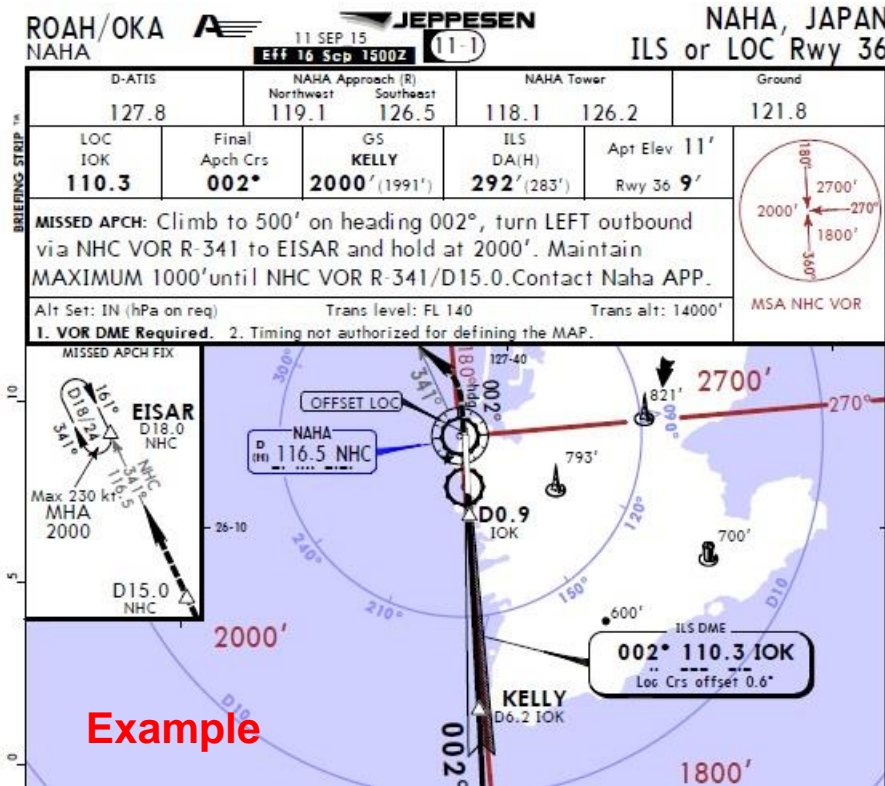 ROAH/OKA
NAHA
11 SEP 15
Eff 16 Sep 1500Z
JEPPESEN
11-1
NAHA, JAPAN
ILS or LOC Rwy 36
BRIEFING STRIP TM
D-ATIS
127.8
NAHA Approach (R)
Northwest Southeast
119.1 126.5
NAHA Tower
118.1 126.2
Ground
121.8
LOC
IOK
110.3
Final
Apch Crs
002°
GS
KELLY
2000' (1991')
ILS
DA(H)
292' (283')
Apt Elev 11'
Rwy 36 9'
MISSED APCH: Climb to 500' on heading 002°, turn LEFT outbound
via NHC VOR R-341 to EISAR and hold at 2000'. Maintain
MAXIMUM 1000'until NHC VOR R-341/D15.0.Contact Naha APP.
Alt Set: IN (hPa on req) Trans level: FL 140 Trans alt: 14000'
1. VOR DME Required. 2. Timing not authorized for defining the MAP.
180°
2700'
2000'
270°
1800'
360°
MSA NHC VOR
MISSED APCH FIX
161°
D18/24
341°
EISAR
D18.0
NHC
NHC
341°
116.5
Max 230 kt
MHA
2000
D15.0
NHC
10
5
0
300°
341°
180°
hdg
002°
127-40
OFFSET LOC
NAHA
D
(H) 116.5 NHC
821'
2700'
270°
060°
793'
D0.9
IOK
120°
700'
26-10
240°
150°
210°
D10
600'
2000'
ILS DME
002° 110.3 IOK
Loc Crs offset 0.6°
KELLY
D6.2 IOK
D10
Example
002°
1800'